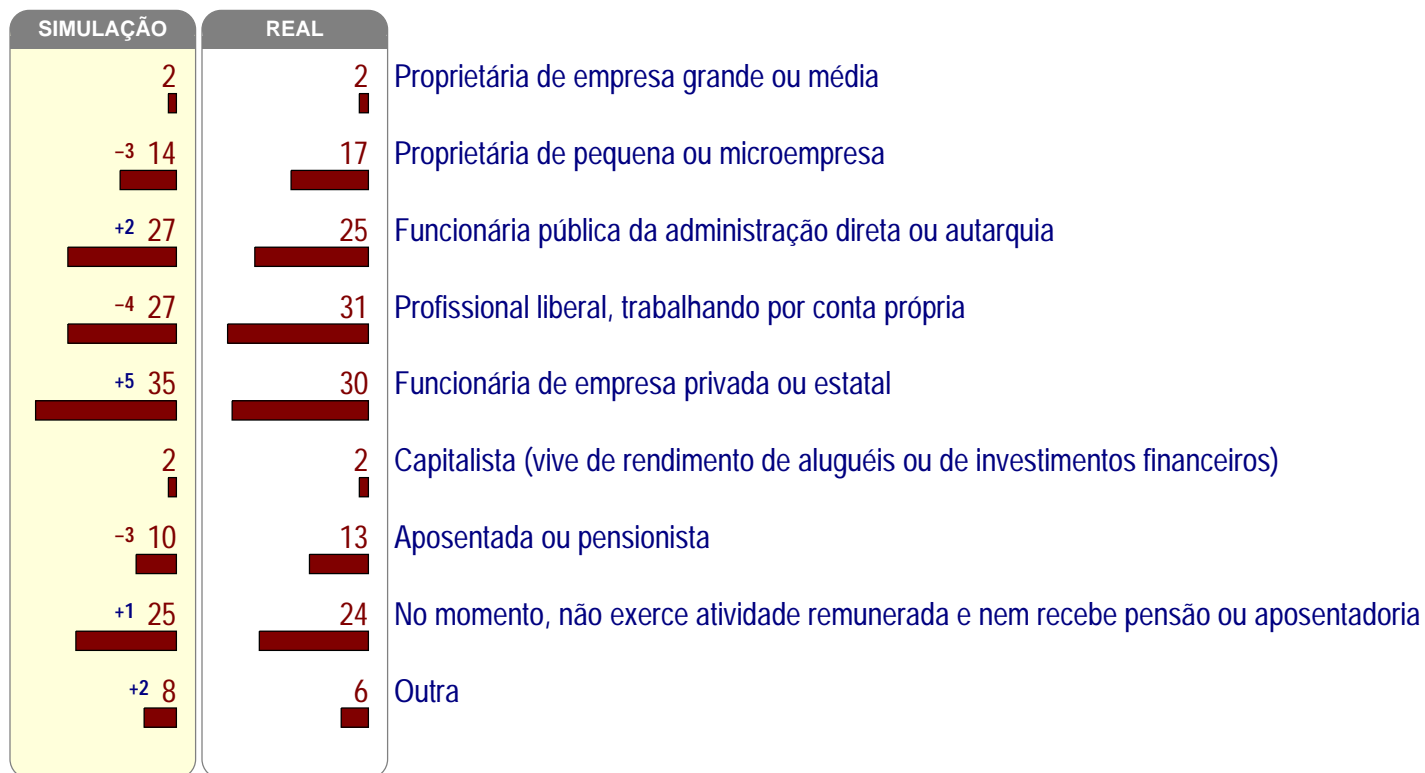 SIMULAÇÃO REAL
2 2 Proprietária de empresa grande ou média
−3 14 17 Proprietária de pequena ou microempresa
+2 27 25 Funcionária pública da administração direta ou autarquia
−4 27 31 Profissional liberal, trabalhando por conta própria
+5 35 30 Funcionária de empresa privada ou estatal
2 2 Capitalista (vive de rendimento de aluguéis ou de investimentos financeiros)
−3 10 13 Aposentada ou pensionista
+1 25 24 No momento, não exerce atividade remunerada e nem recebe pensão ou aposentadoria
+2 8 6 Outra